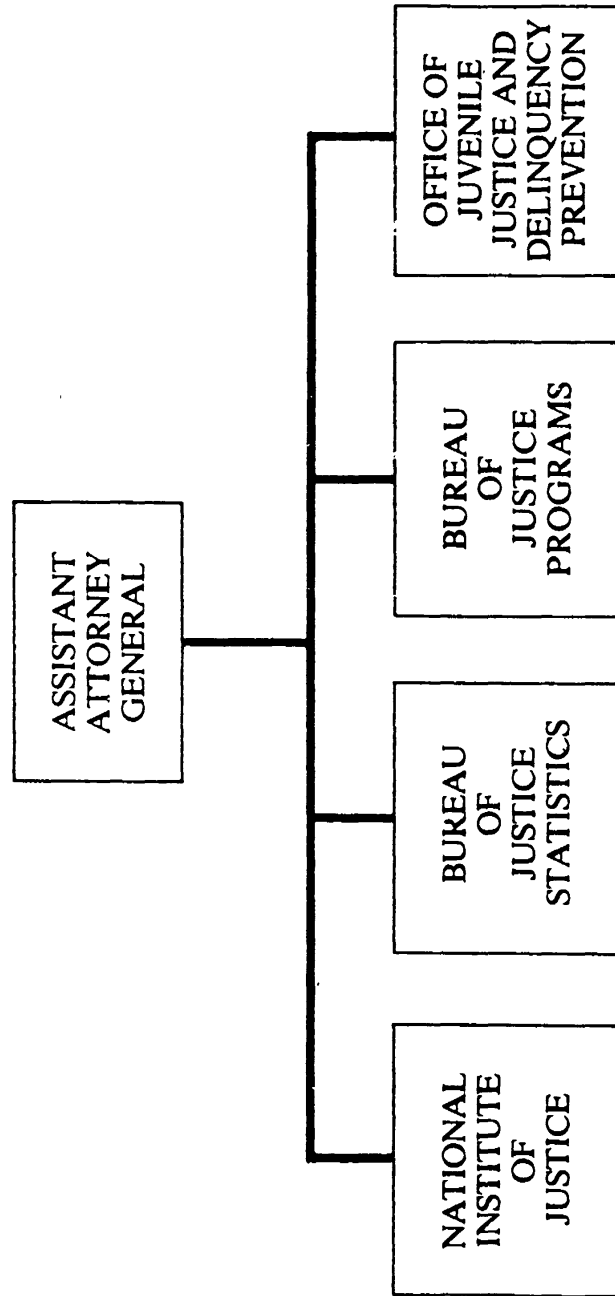 ASSISTANT
ATTORNEY
GENERAL
NATIONAL
INSTITUTE
OF
JUSTICE
BUREAU
OF
JUSTICE
STATISTICS
BUREAU
OF
JUSTICE
PROGRAMS
OFFICE OF
JUVENILE
JUSTICE AND
DELINQUENCY
PREVENTION